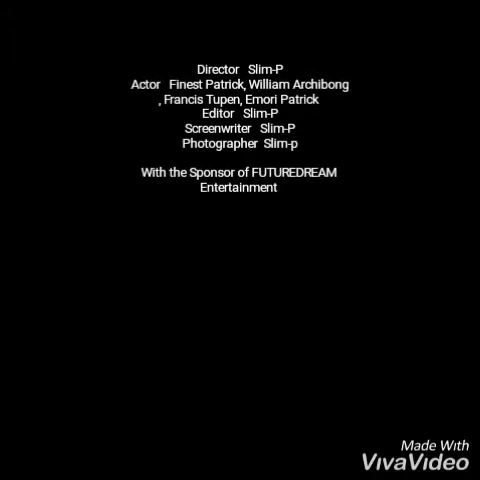 Director Slim-P
Actor Finest Patrick, William Archibong
, Francis Tupen, Emori Patrick
Editor Slim-P
Screenwriter Slim-P
Photographer Slim-p
With the Sponsor of FUTUREDREAM
Entertainment
Made With
VivaVideo